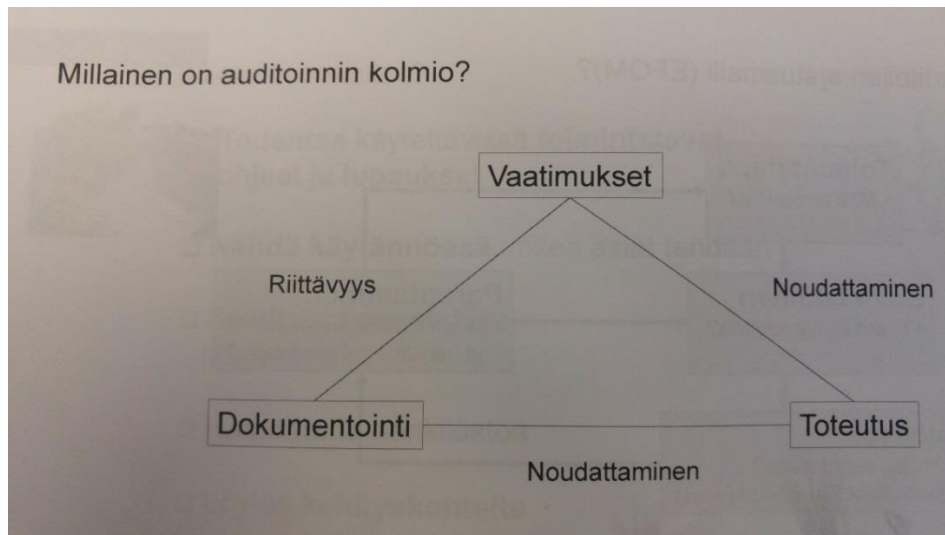 Millainen on auditoinnin kolmio?
Vaatimukset
Riittävyys
Noudattaminen
Dokumentointi
Toteutus
Noudattaminen